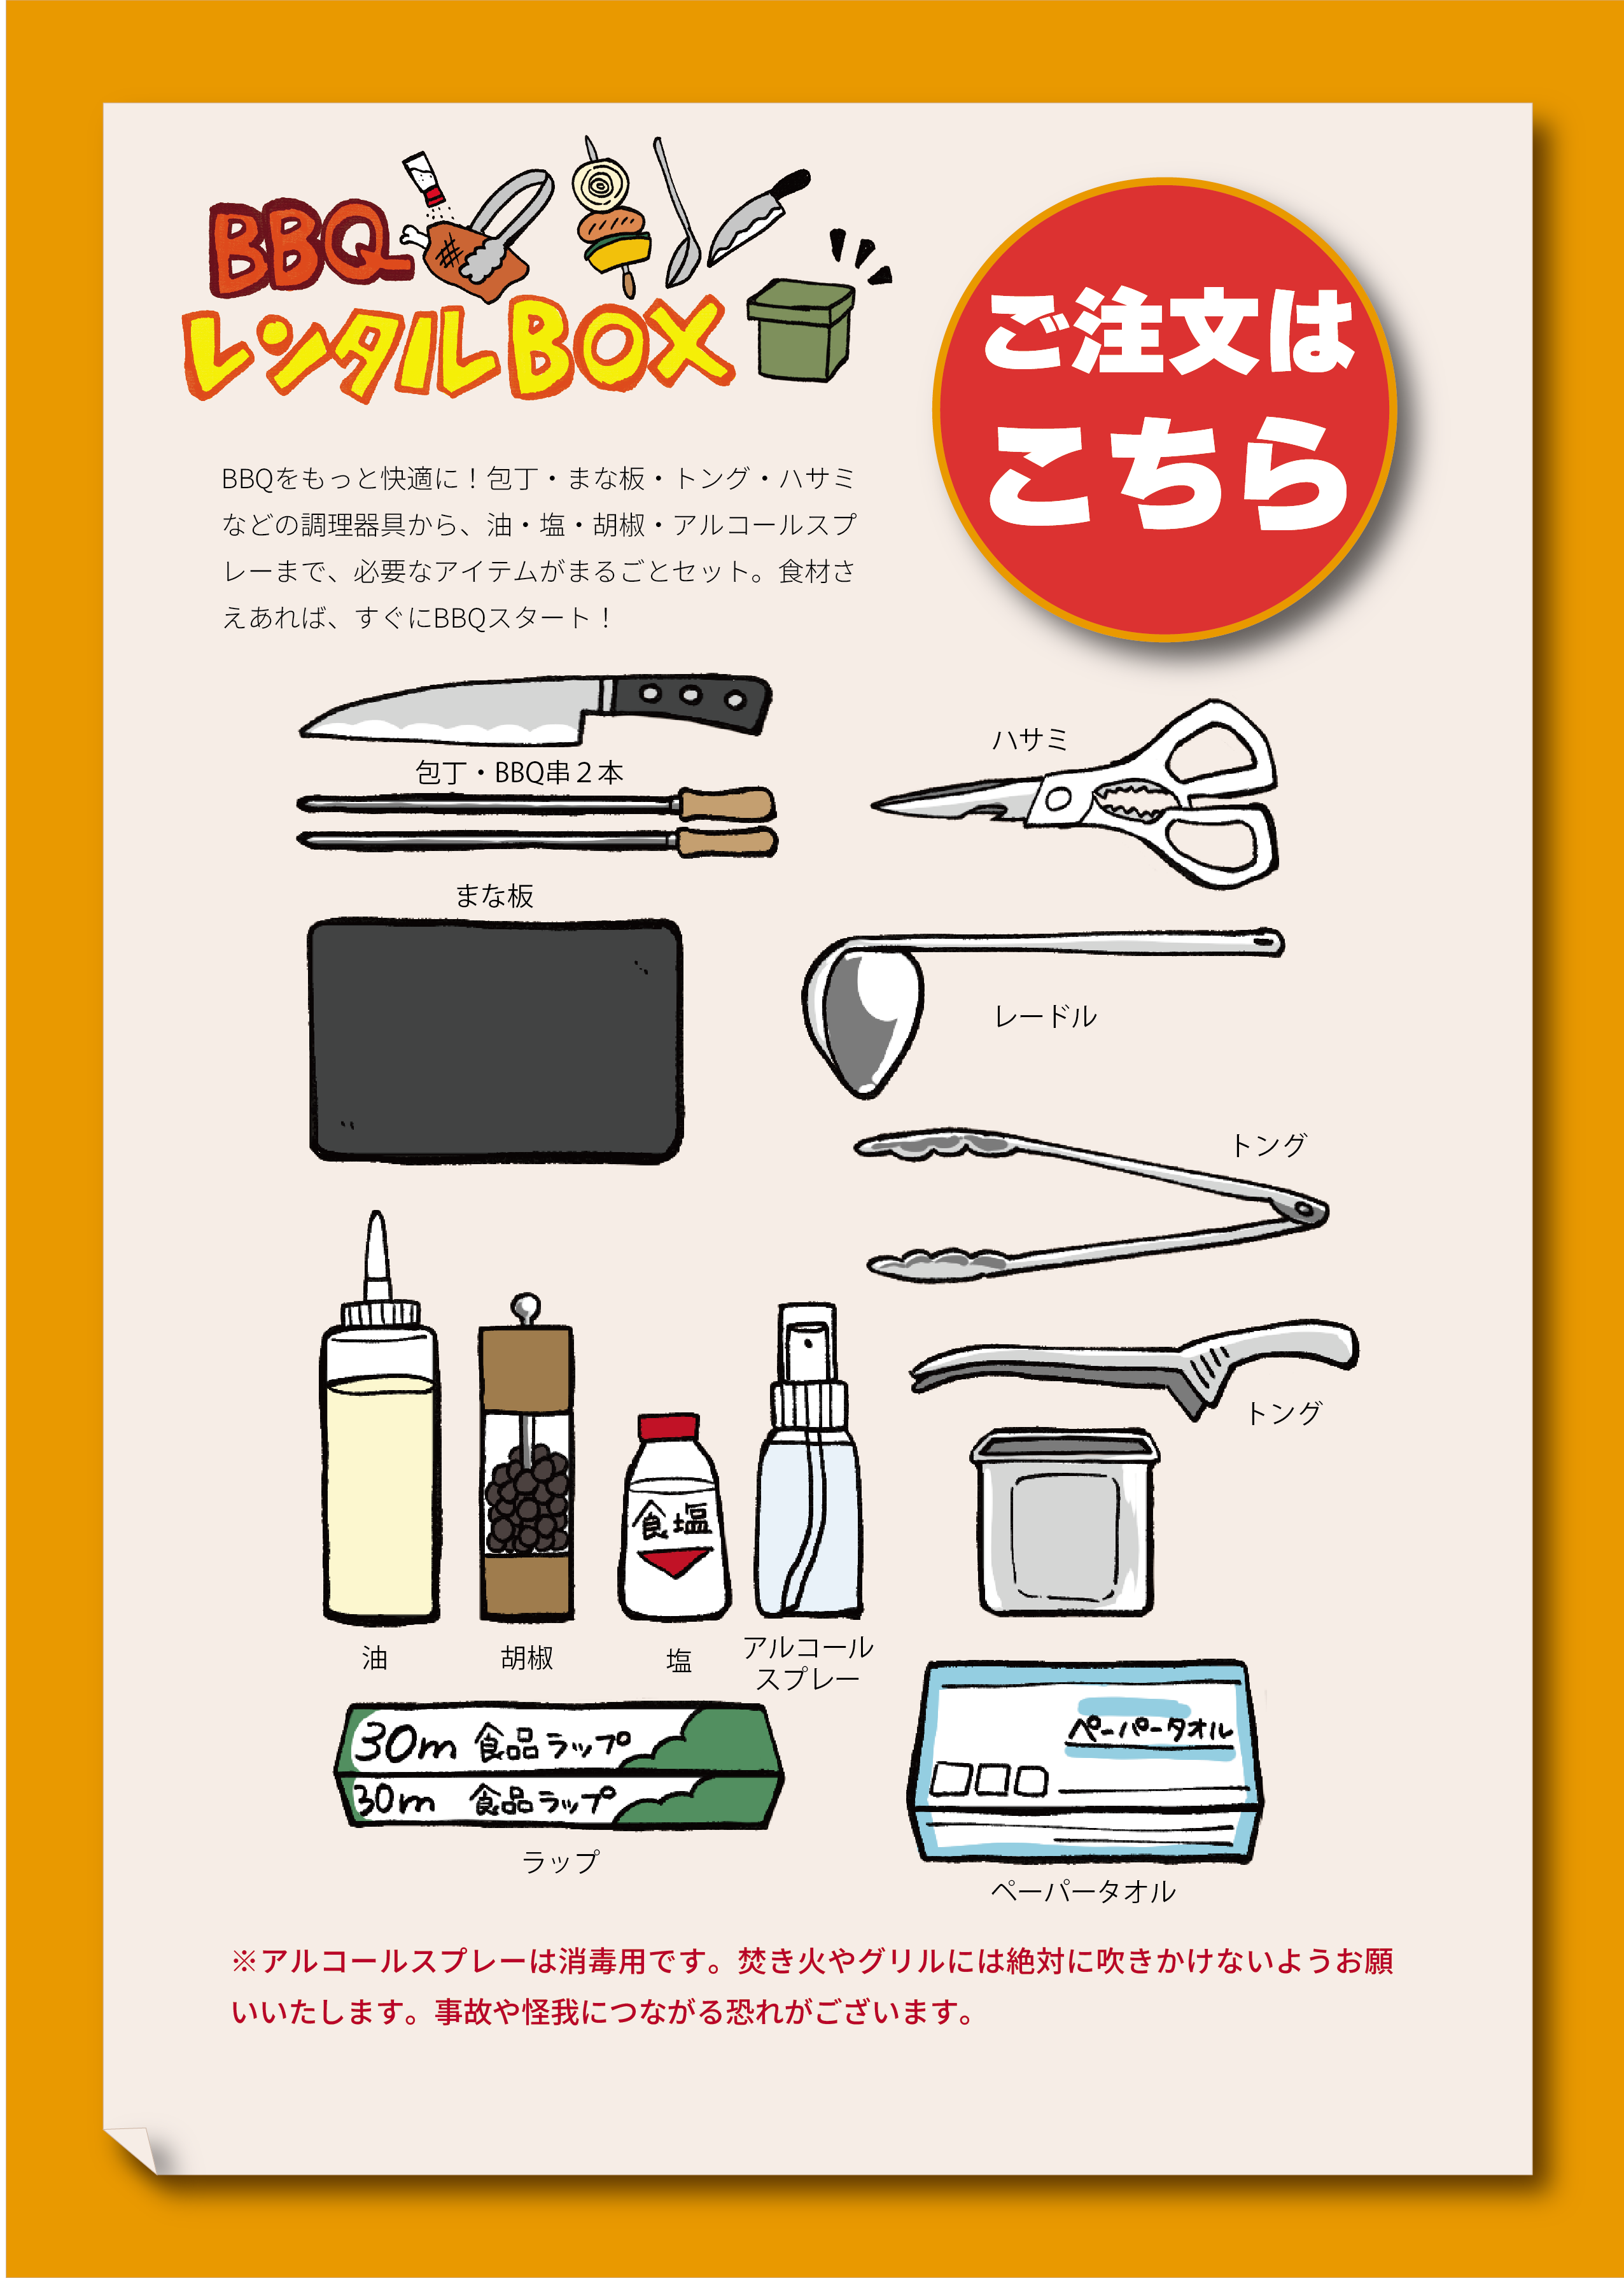 BBQ
レンタルBOX
ご注文は
こちら
BBQをもっと快適に！包丁・まな板・トング・ハサミ
などの調理器具から、油・塩・胡椒・アルコールスプ
レーまで、必要なアイテムがまるごとセット。食材さ
えあれば、すぐにBBQスタート！
包丁・BBQ串２本
ハサミ
まな板
レードル
トング
トング
食塩
油
胡椒
塩
アルコール
スプレー
30m 食品ラップ
30m 食品ラップ
ラップ
ペーパータオル
ペーパータオル
※アルコールスプレーは消毒用です。焚き火やグリルには絶対に吹きかけないようお願
いいたします。事故や怪我につながる恐れがございます。